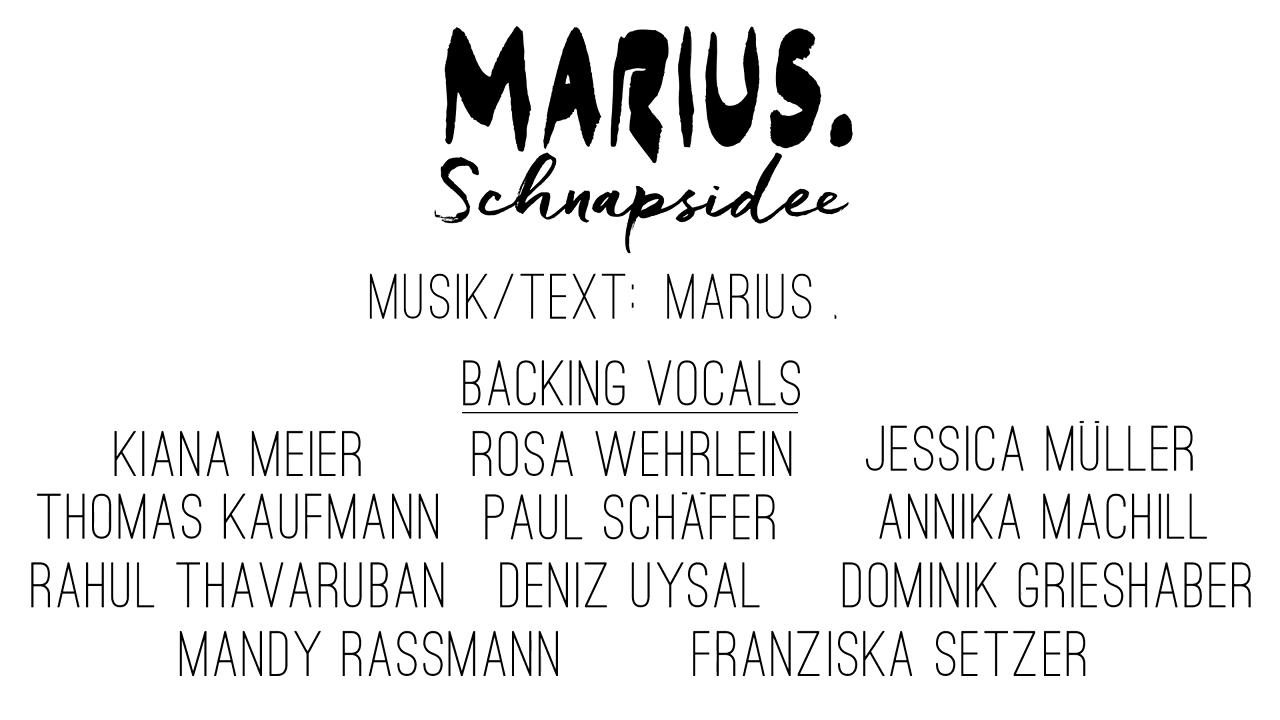 MARIUS.
Schnapsidee
MUSIK/TEXT: MARIUS .
BACKING VOCALS
KIANA MEIER ROSA WEHRLEIN JESSICA MÜLLER
THOMAS KAUFMANN PAUL SCHÄFER ANNIKA MACHILL
RAHUL THAVARUBAN DENIZ UYSAL DOMINIK GRIESHABER
MANDY RASSMANN FRANZISKA SETZER